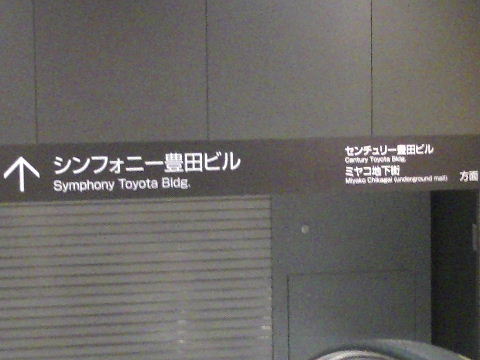 シンフォニー豊田ビル
Symphony Toyota Bldg.
センチュリー豊田ビル
Century Toyota Bldg.
ミヤコ地下街
Miyako Chikagai (underground mall)
方面